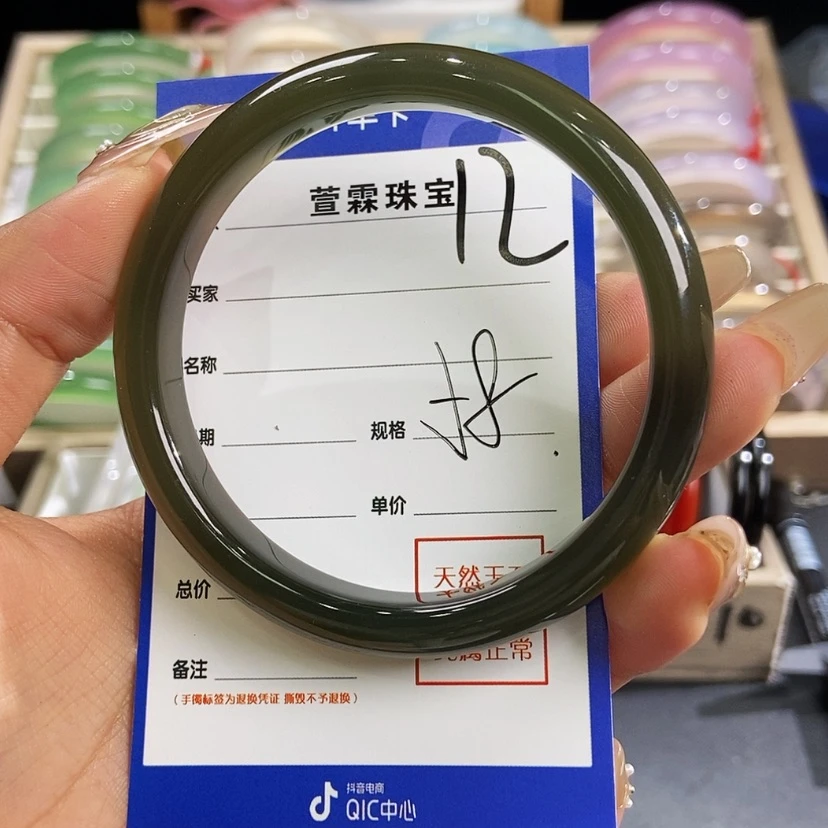 萱霖珠宝
12
买家
名称
58
期
规格
单价
天然
总价
正常
备注
(手镯标签为退换凭证 撕毁不予退换)
抖音电商
QIC中心